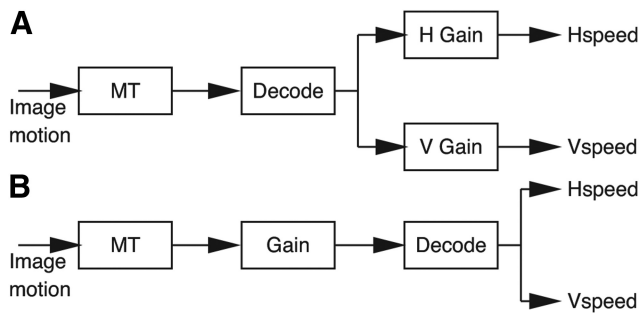 A
H Gain
Hspeed
MT
Decode
Image
motion
V Gain
Vspeed
B
Hspeed
MT
Gain
Decode
Image
motion
Vspeed